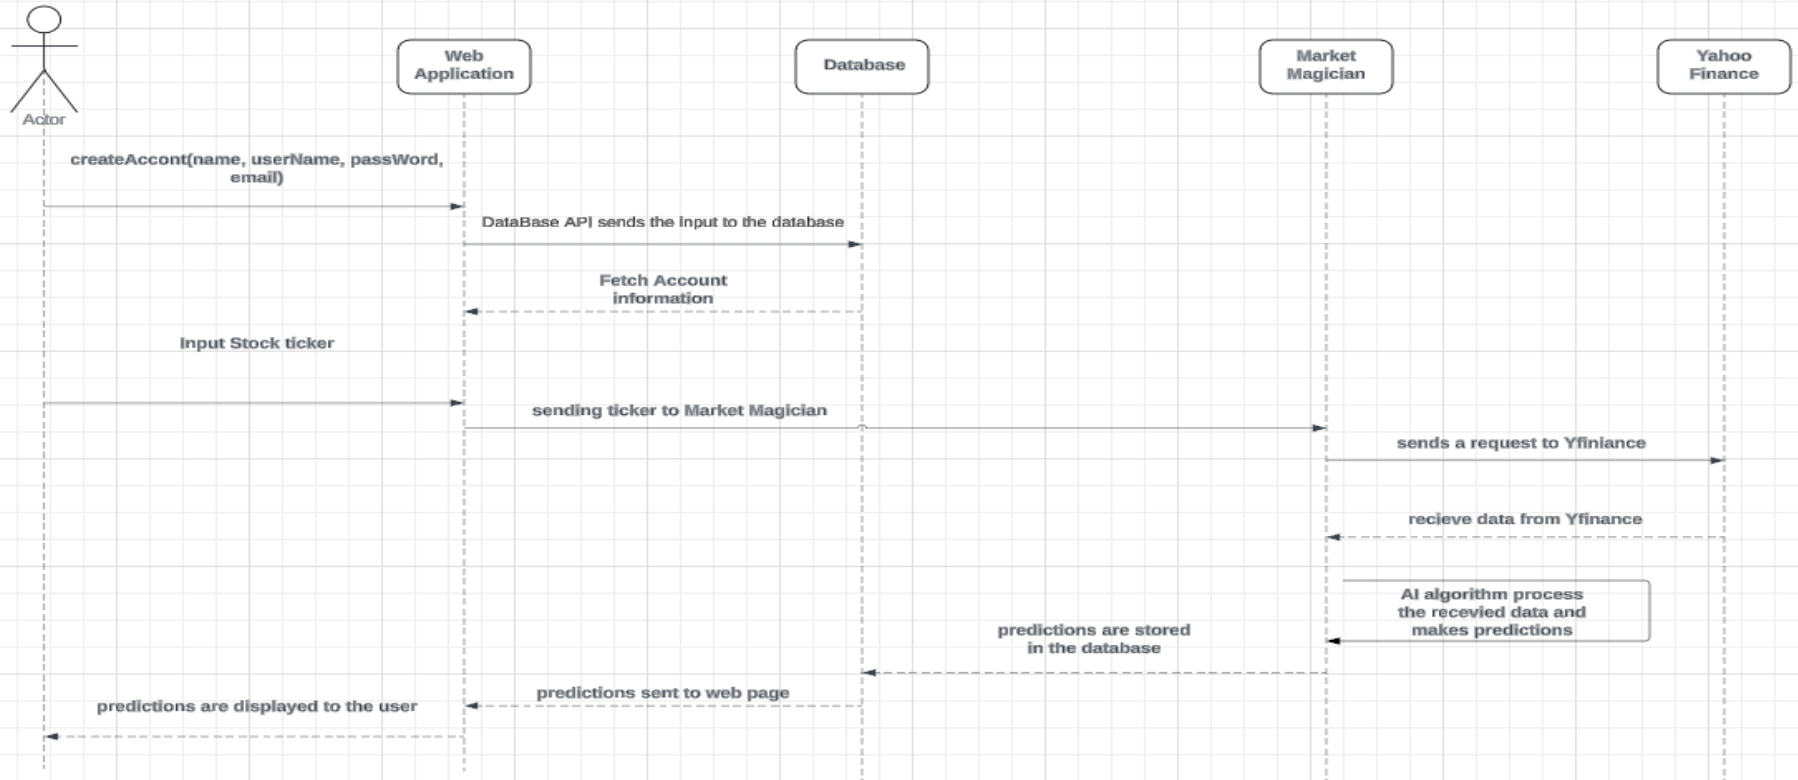 Actor
Web
Application
Database
Market
Magician
Yahoo
Finance
createAccont(name, userName, passWord,
email)
DataBase API sends the input to the database
Fetch Account
information
Input Stock ticker
sending ticker to Market Magician
sends a request to Yfiniance
recieve data from Yfinance
AI algorithm process
the recevied data and
makes predictions
predictions are stored
in the database
predictions sent to web page
predictions are displayed to the user